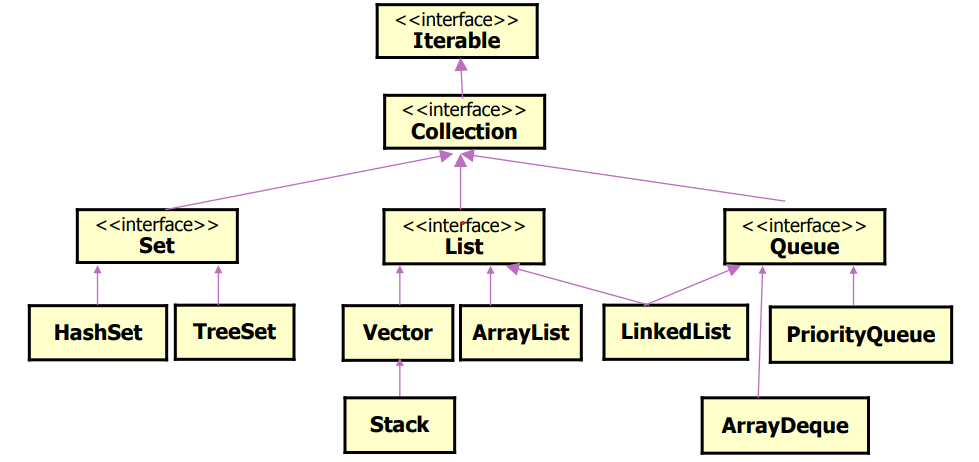 <<interface>>
Iterable
<<interface>>
Collection
<<interface>>
Set
<<interface>>
List
<<interface>>
Queue
HashSet
TreeSet
Vector
ArrayList
LinkedList
PriorityQueue
Stack
ArrayDeque